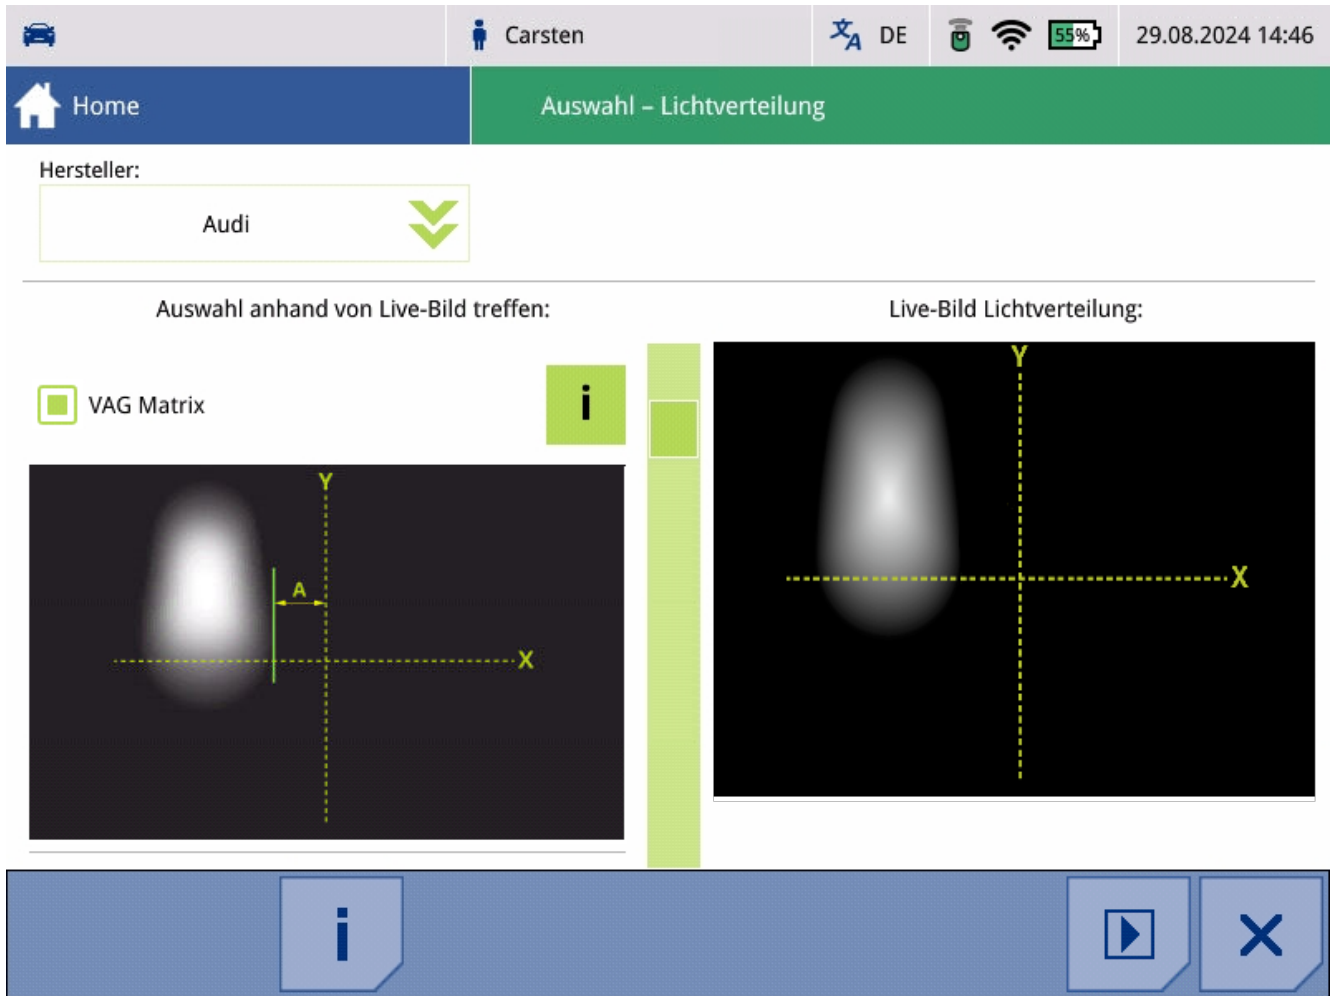 Carsten
DE
55%
29.08.2024 14:46
Home
Auswahl – Lichtverteilung
Hersteller:
Audi
Auswahl anhand von Live-Bild treffen:
Live-Bild Lichtverteilung:
VAG Matrix
i
Y
A
X
Y
X
i